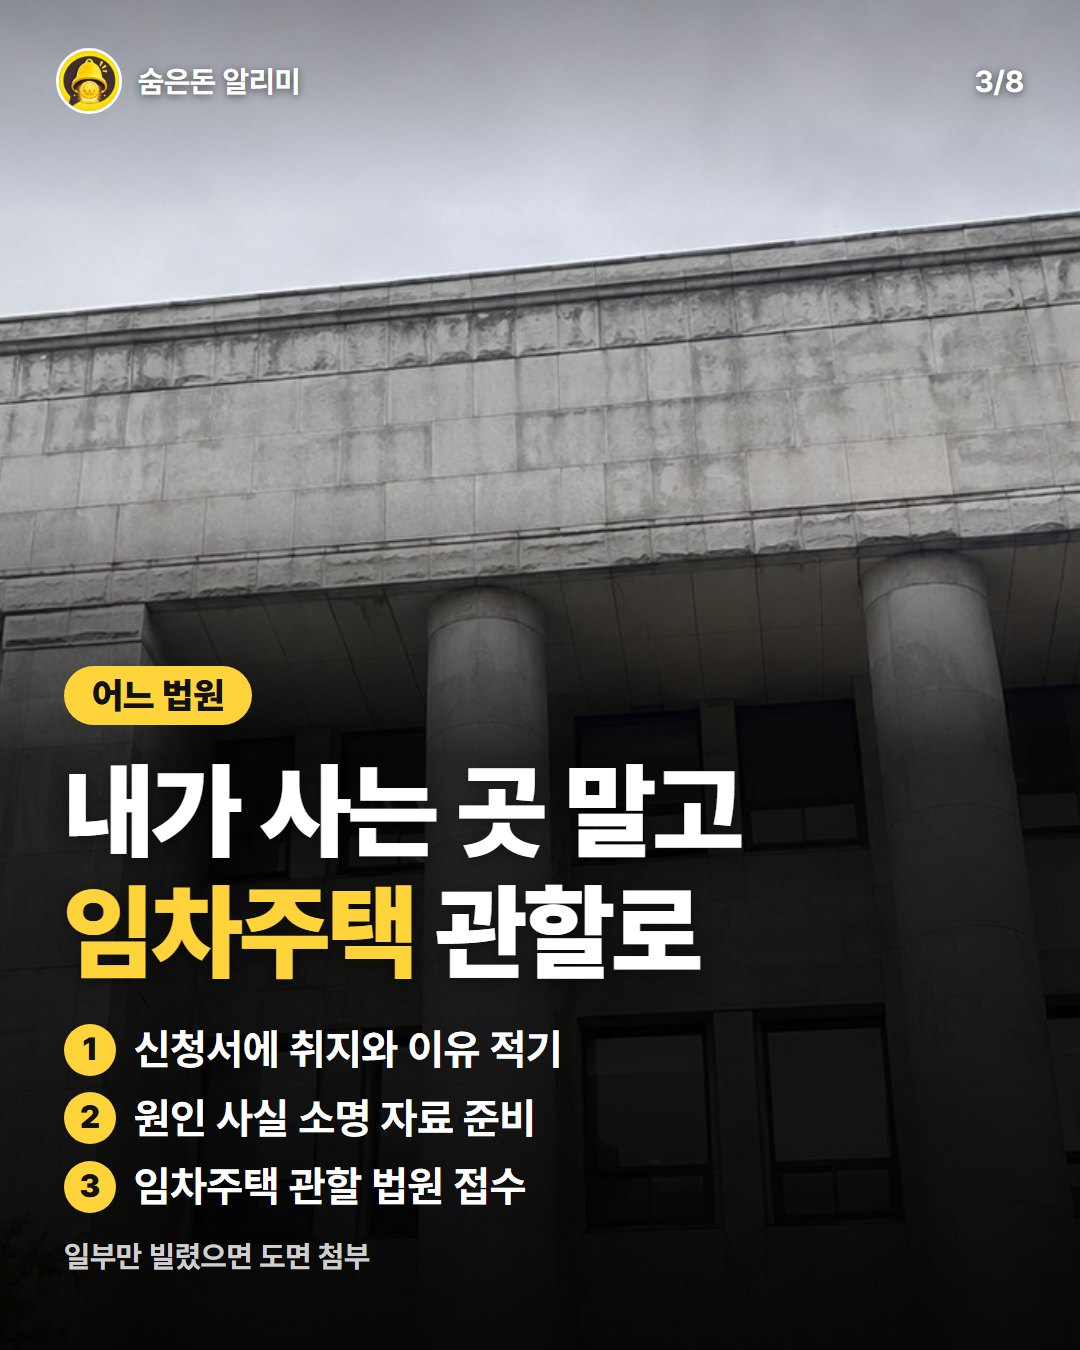 숨은돈 알리미
3/8
어느 법원
내가 사는 곳 말고
임차주택 관할로
1 신청서에 취지와 이유 적기
2 원인 사실 소명 자료 준비
3 임차주택 관할 법원 접수
일부만 빌렸으면 도면 첨부